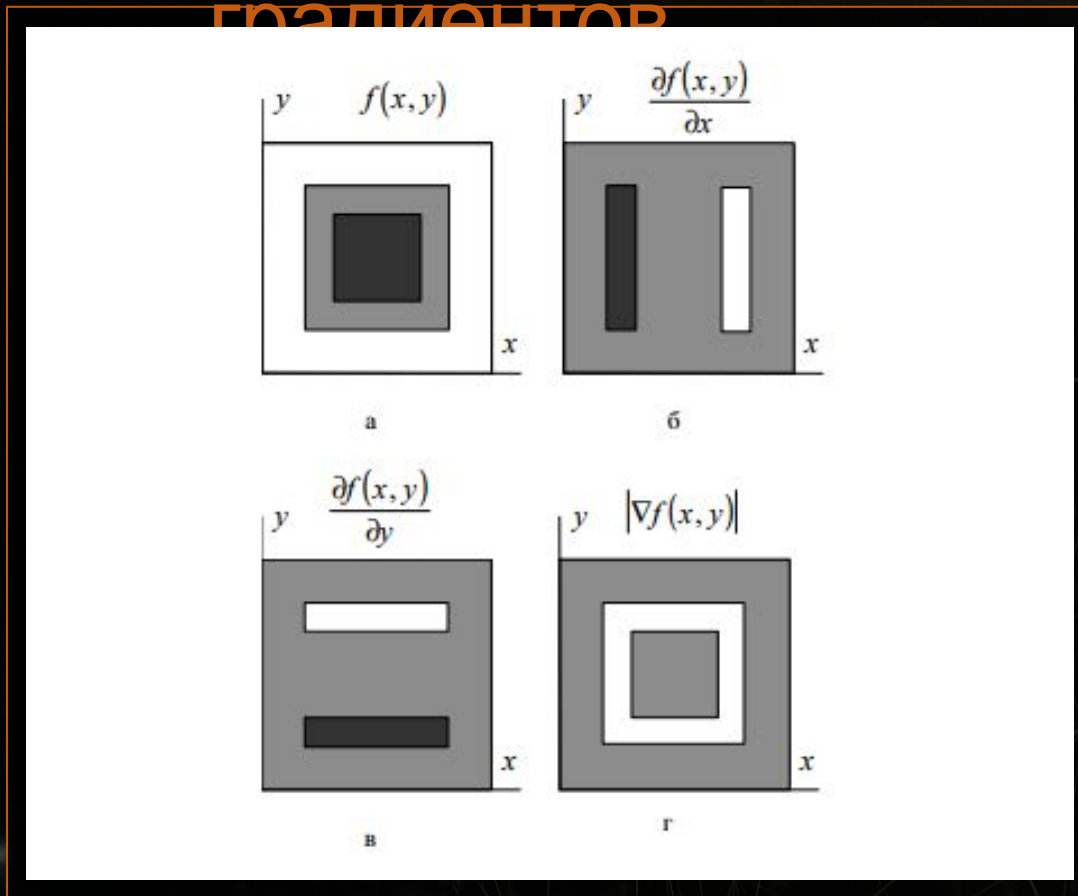 градиентов
y f(x, y)
x
а
y ∂f(x, y)/∂x
x
б
y ∂f(x, y)/∂y
x
в
y |∇f(x, y)|
x
г